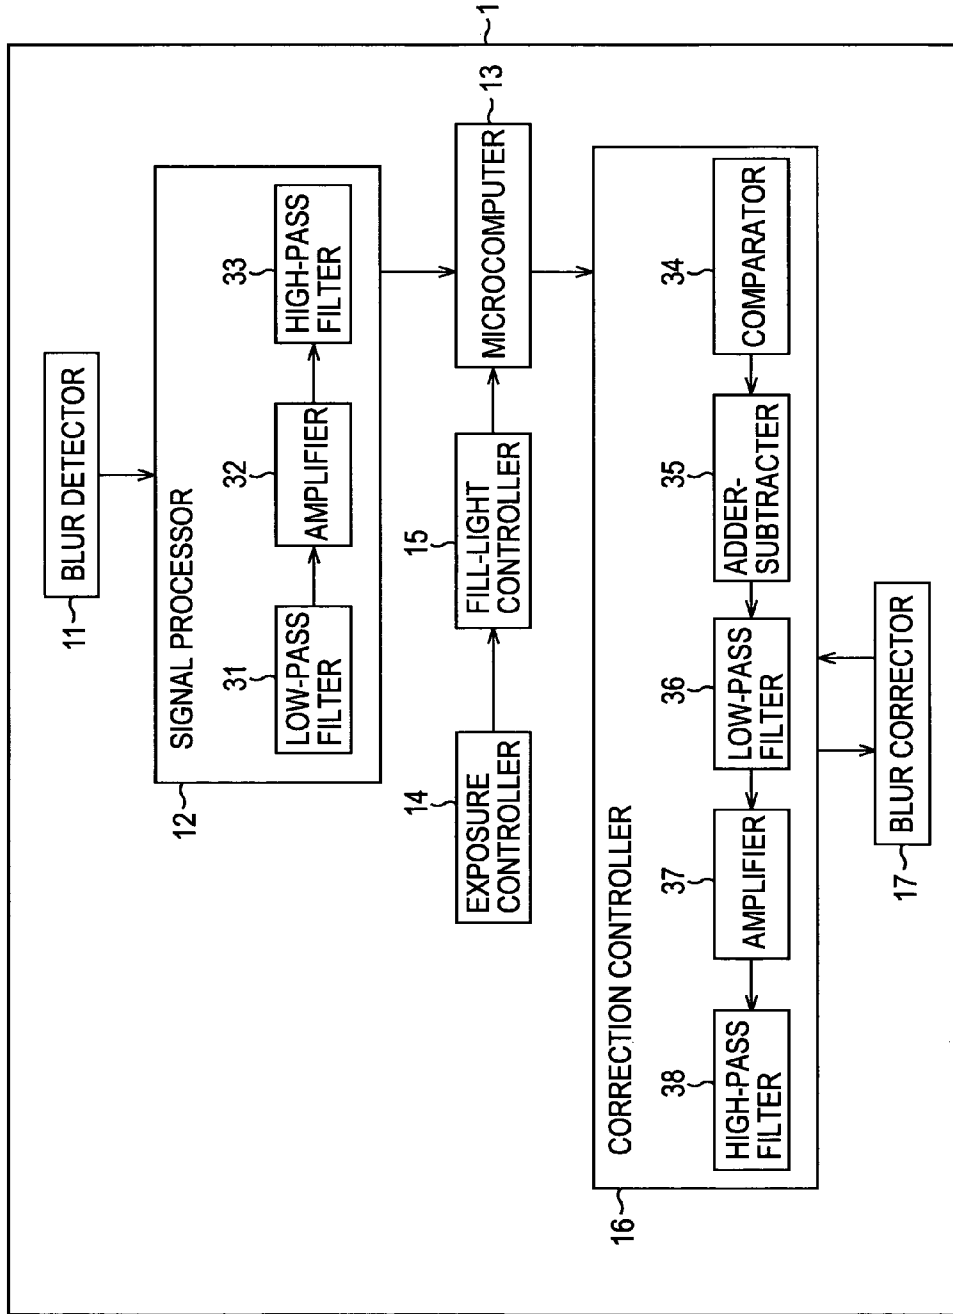 1
BLUR DETECTOR
11
SIGNAL PROCESSOR
12
31
LOW-PASS
FILTER
32
AMPLIFIER
33
HIGH-PASS
FILTER
14
EXPOSURE
CONTROLLER
15
FILL-LIGHT
CONTROLLER
MICROCOMPUTER
13
CORRECTION CONTROLLER
16
38
HIGH-PASS
FILTER
37
AMPLIFIER
36
LOW-PASS
FILTER
35
ADDER-
SUBTRACTER
34
COMPARATOR
17
BLUR CORRECTOR